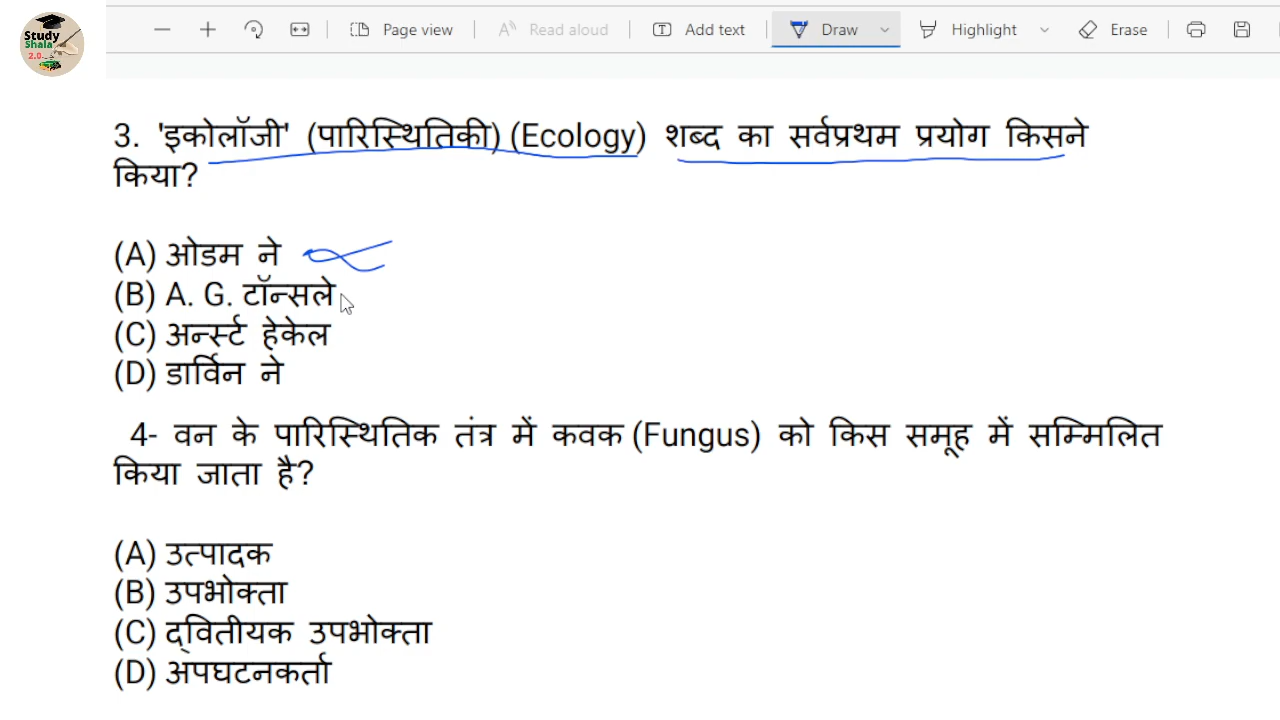 Study
Shala
2.0
Page view
Read aloud
Add text
Draw
Highlight
Erase
3. 'इकोलॉजी' (पारिस्थितिकी) (Ecology) शब्द का सर्वप्रथम प्रयोग किसने
किया?
(A) ओडम ने
(B) A. G. टॉन्सले
(C) अर्न्स्ट हेकेल
(D) डार्विन ने
4- वन के पारिस्थितिक तंत्र में कवक (Fungus) को किस समूह में सम्मिलित
किया जाता है?
(A) उत्पादक
(B) उपभोक्ता
(C) द्वितीयक उपभोक्ता
(D) अपघटनकर्ता